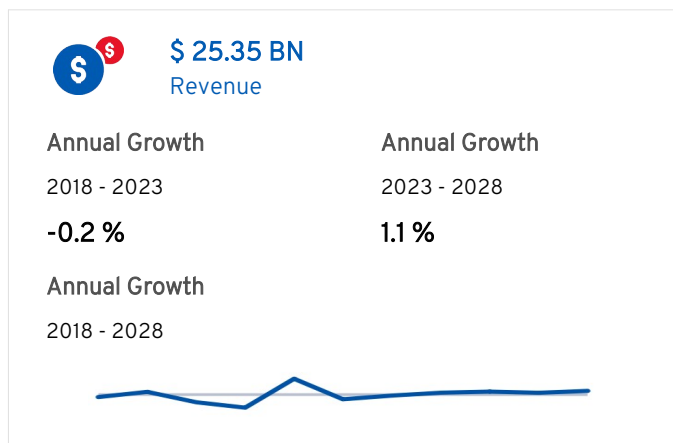 $
$
$ 25.35 BN
Revenue
Annual Growth
2018 - 2023
-0.2 %
Annual Growth
2023 - 2028
1.1 %
Annual Growth
2018 - 2028